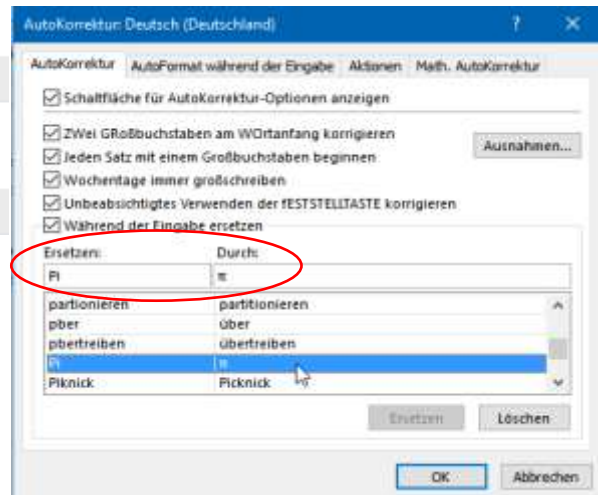 AutoKorrektur: Deutsch (Deutschland) ? ×
AutoKorrektur AutoFormat während der Eingabe Aktionen Math. AutoKorrektur
Schaltfläche für AutoKorrektur-Optionen anzeigen
ZWei GRoßbuchstaben am WOrtanfang korrigieren
Ausnahmen...
Jeden Satz mit einem Großbuchstaben beginnen
Wochentage immer großschreiben
Unbeabsichtigtes Verwenden der fESTSTELLTASTE korrigieren
Während der Eingabe ersetzen
Ersetzen: Durch:
Pi π
partionieren partitionieren
pber über
pbertreiben übertreiben
Pi π
Piknick Picknick
Ersetzen Löschen
OK Abbrechen